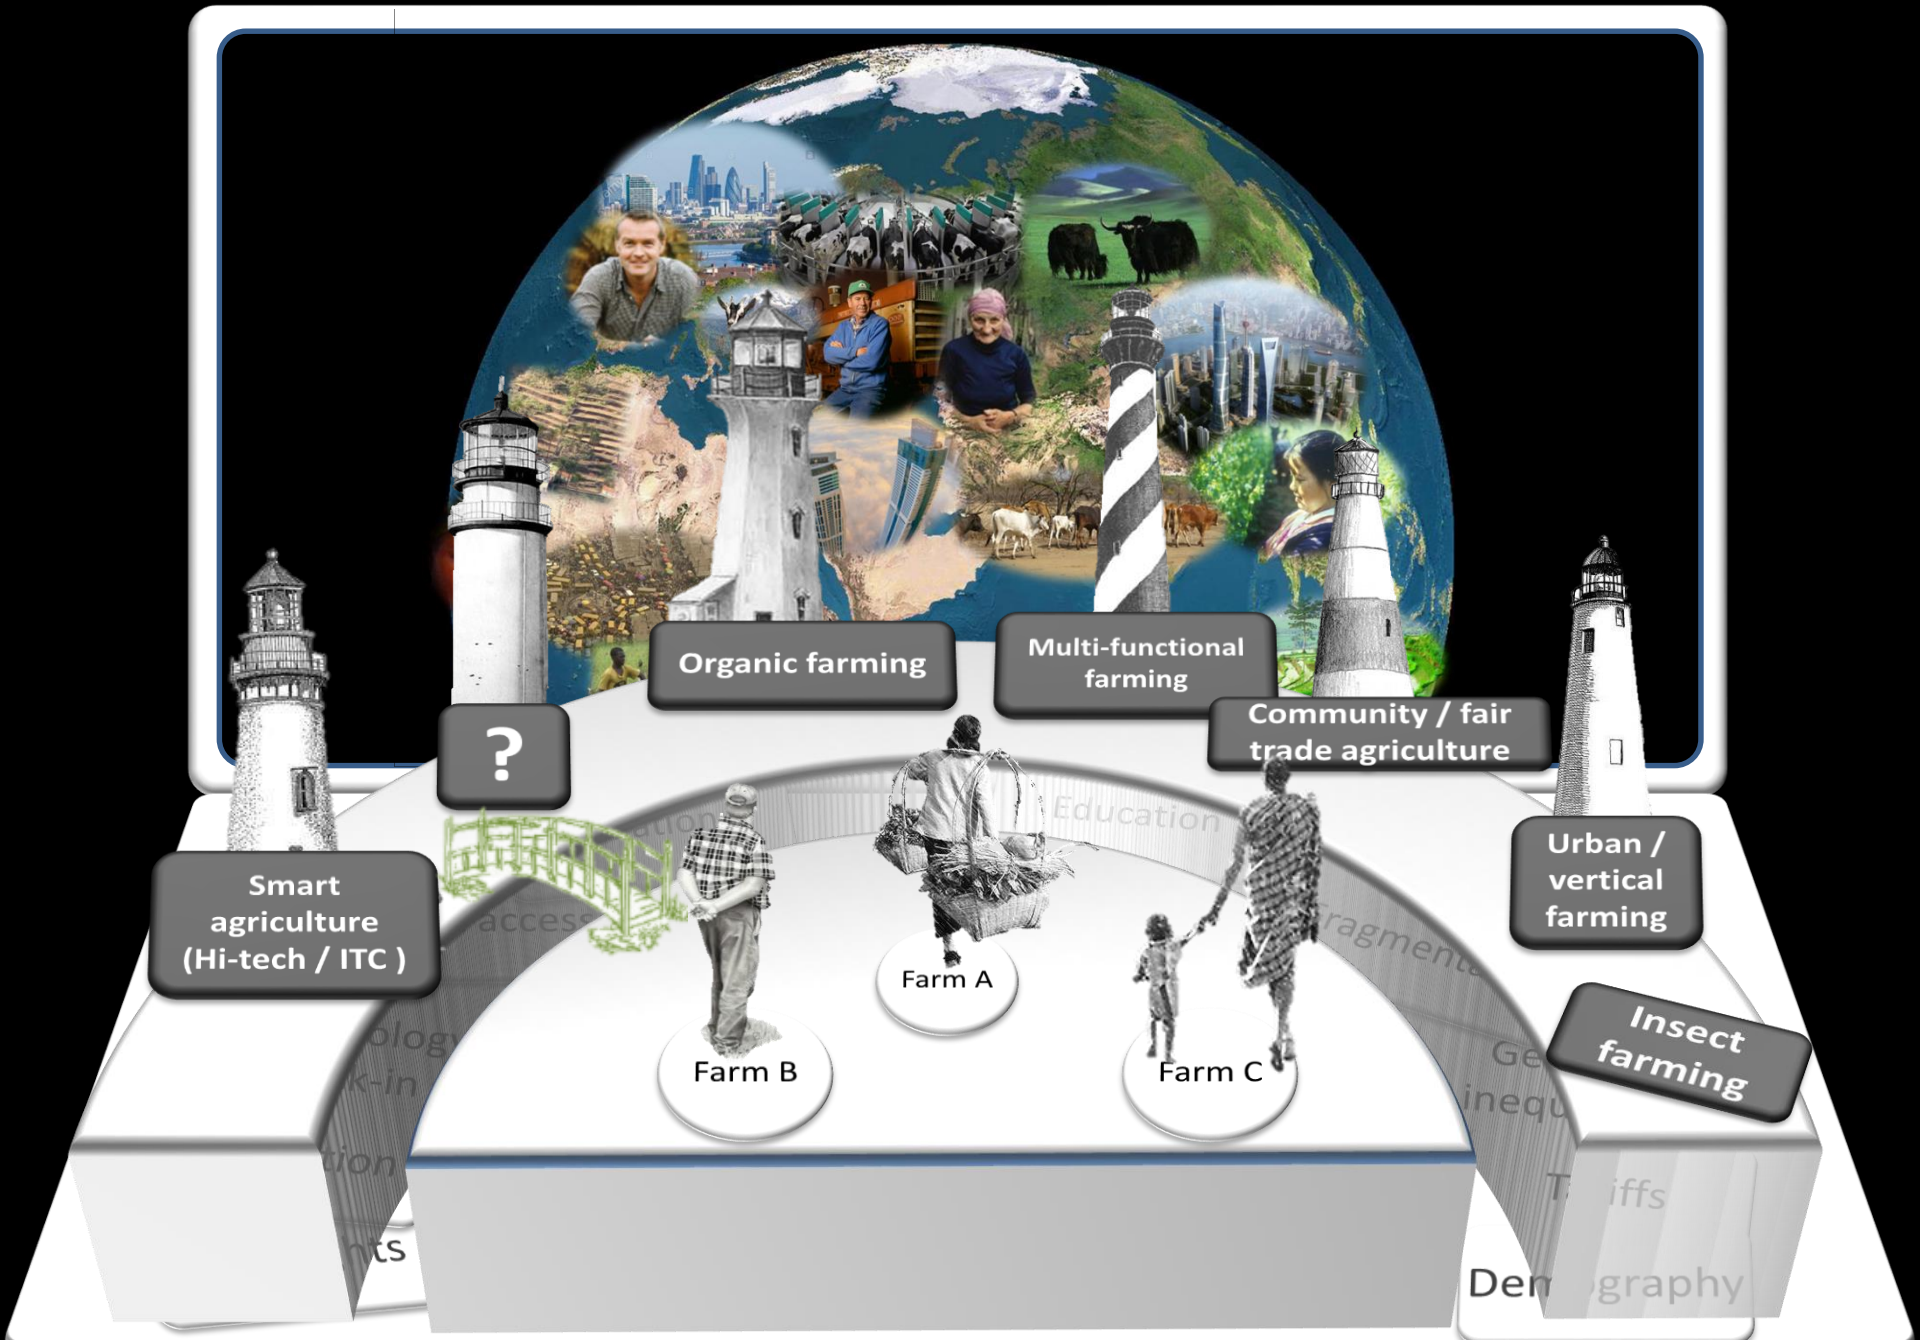 Organic farming
Multi-functional
farming
Community / fair
trade agriculture
?
Smart
agriculture
(Hi-tech / ITC )
Urban /
vertical
farming
Insect
farming
Education
access
Farm A
Farm B
Farm C